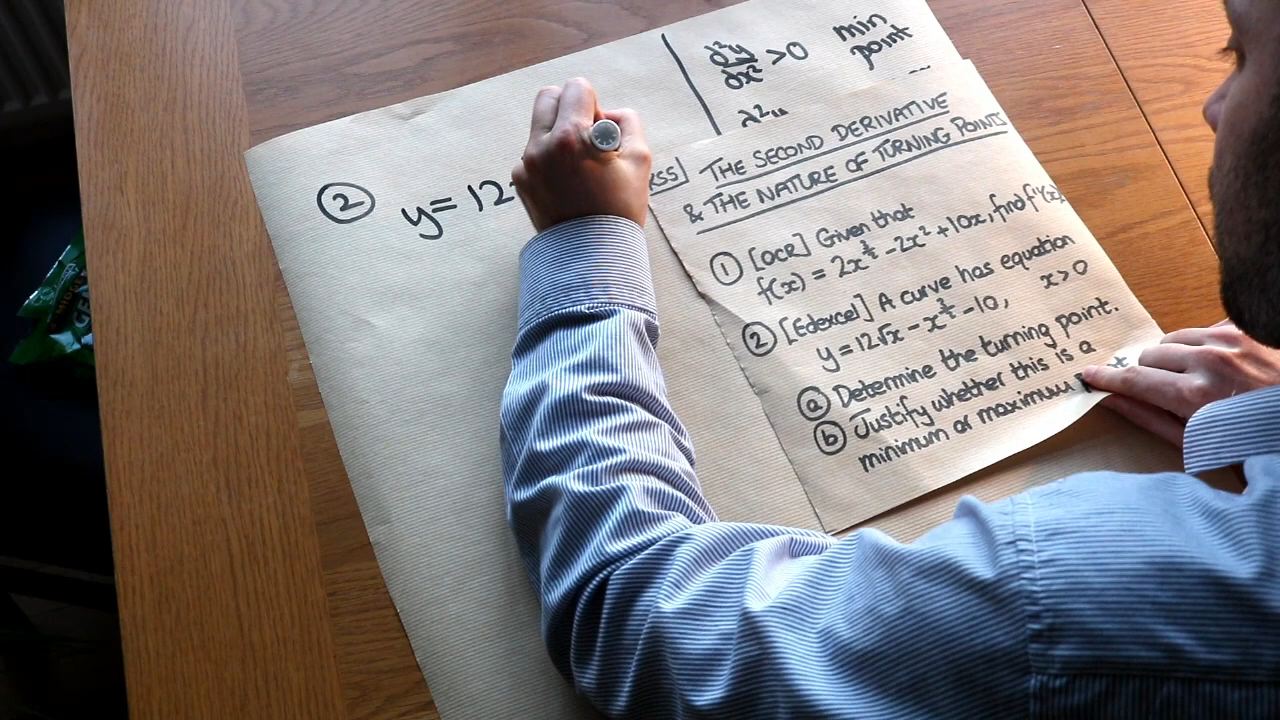 ② y= 12
d²y/dx² >0 min
point
RSS] THE SECOND DERIVATIVE
& THE NATURE OF TURNING POINTS
① [OCR] Given that
f(x) = 2x^{3/2} -2x² +10x, find f''(x)
② [Edexcel] A curve has equation
y=12√x - x^{3/2} -10, x>0
ⓐ Determine the turning point.
ⓑ Justify whether this is a
minimum or maximum